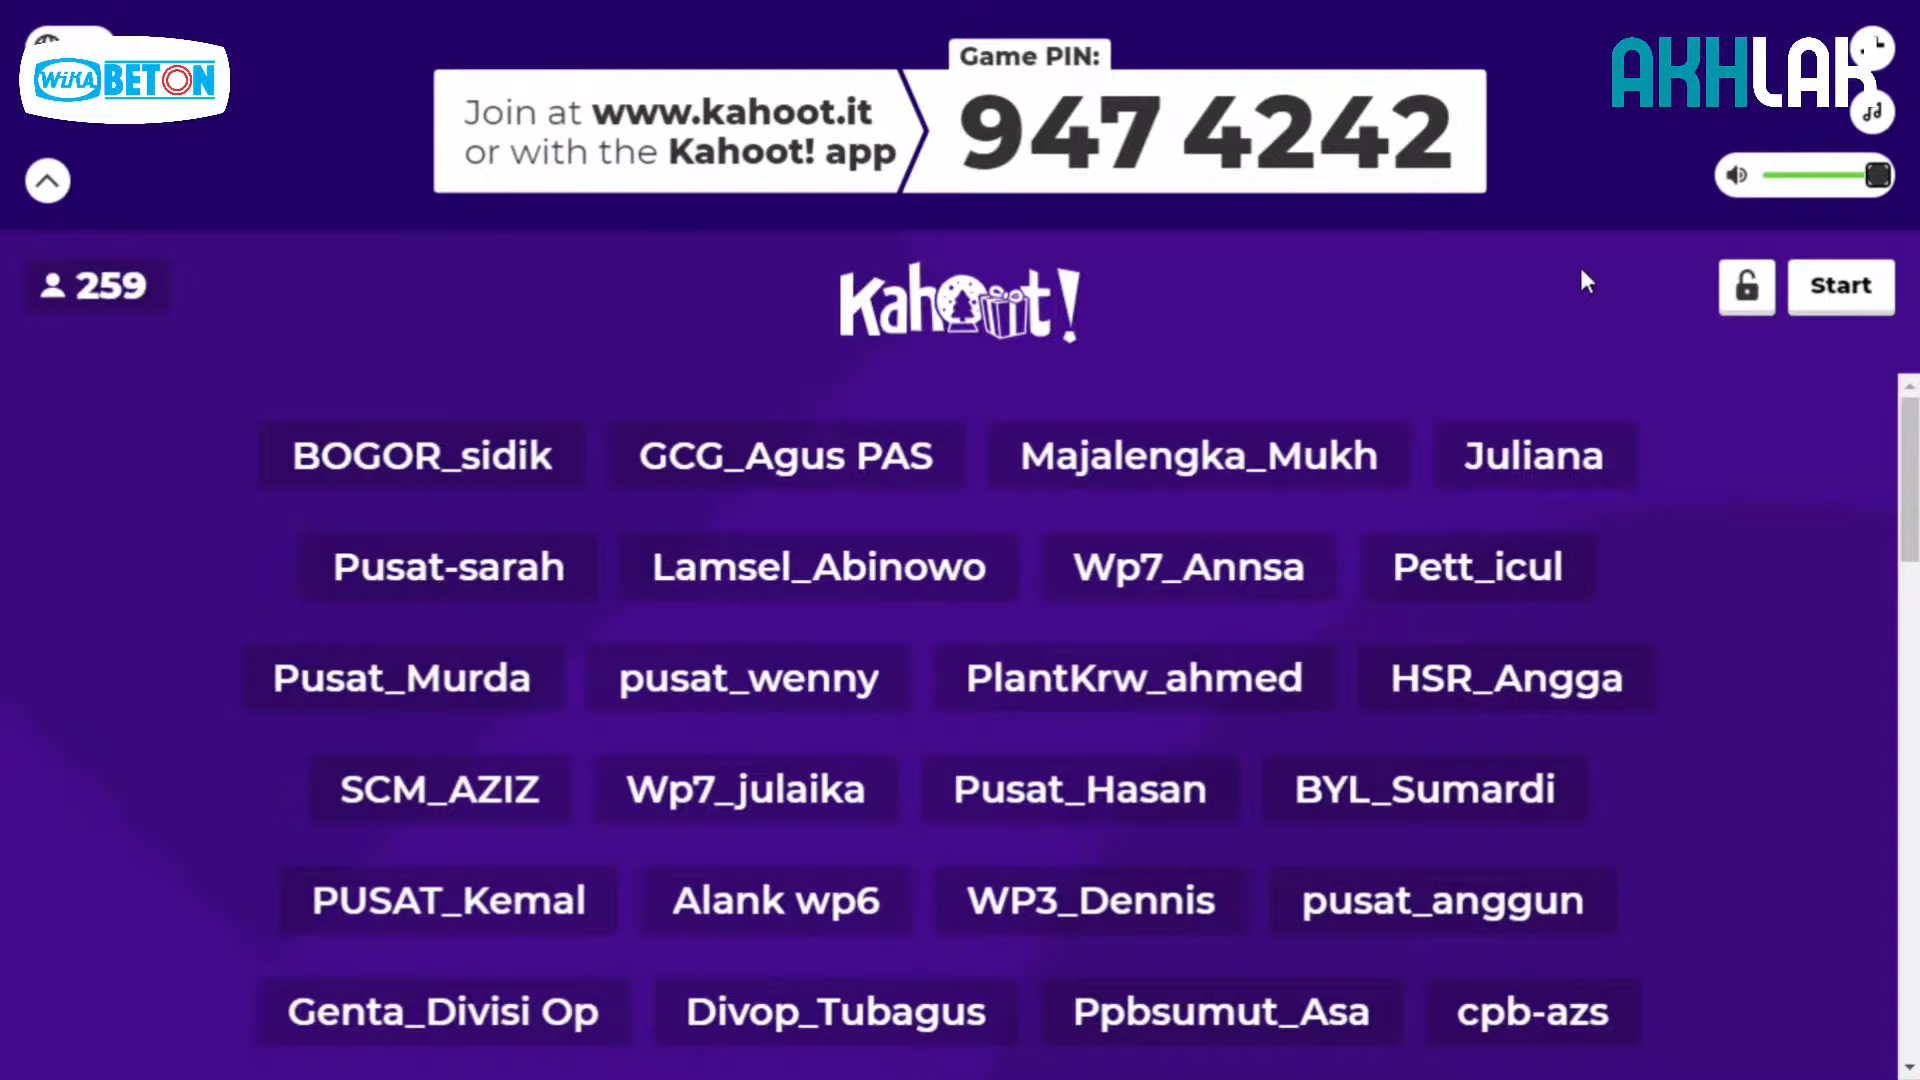 WIKA BETON
AKHLAK
Game PIN:
Join at www.kahoot.it
or with the Kahoot! app
947 4242
259
Kahoot!
Start
BOGOR_sidik GCG_Agus PAS Majalengka_Mukh Juliana
Pusat-sarah Lamsel_Abinowo Wp7_Annsa Pett_icul
Pusat_Murda pusat_wenny PlantKrw_ahmed HSR_Angga
SCM_AZIZ Wp7_julaika Pusat_Hasan BYL_Sumardi
PUSAT_Kemal Alank wp6 WP3_Dennis pusat_anggun
Genta_Divisi Op Divop_Tubagus Ppbsumut_Asa cpb-azs